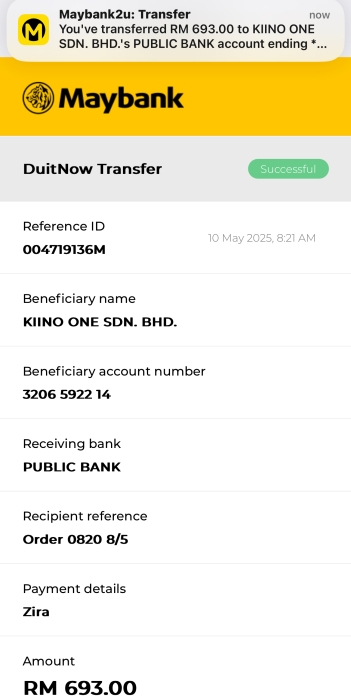 Maybank2u: Transfer
now
You've transferred RM 693.00 to KIINO ONE
SDN. BHD.'s PUBLIC BANK account ending *...
Maybank
DuitNow Transfer
Successful
Reference ID
10 May 2025, 8:21 AM
004719136M
Beneficiary name
KIINO ONE SDN. BHD.
Beneficiary account number
3206 5922 14
Receiving bank
PUBLIC BANK
Recipient reference
Order 0820 8/5
Payment details
Zira
Amount
RM 693.00